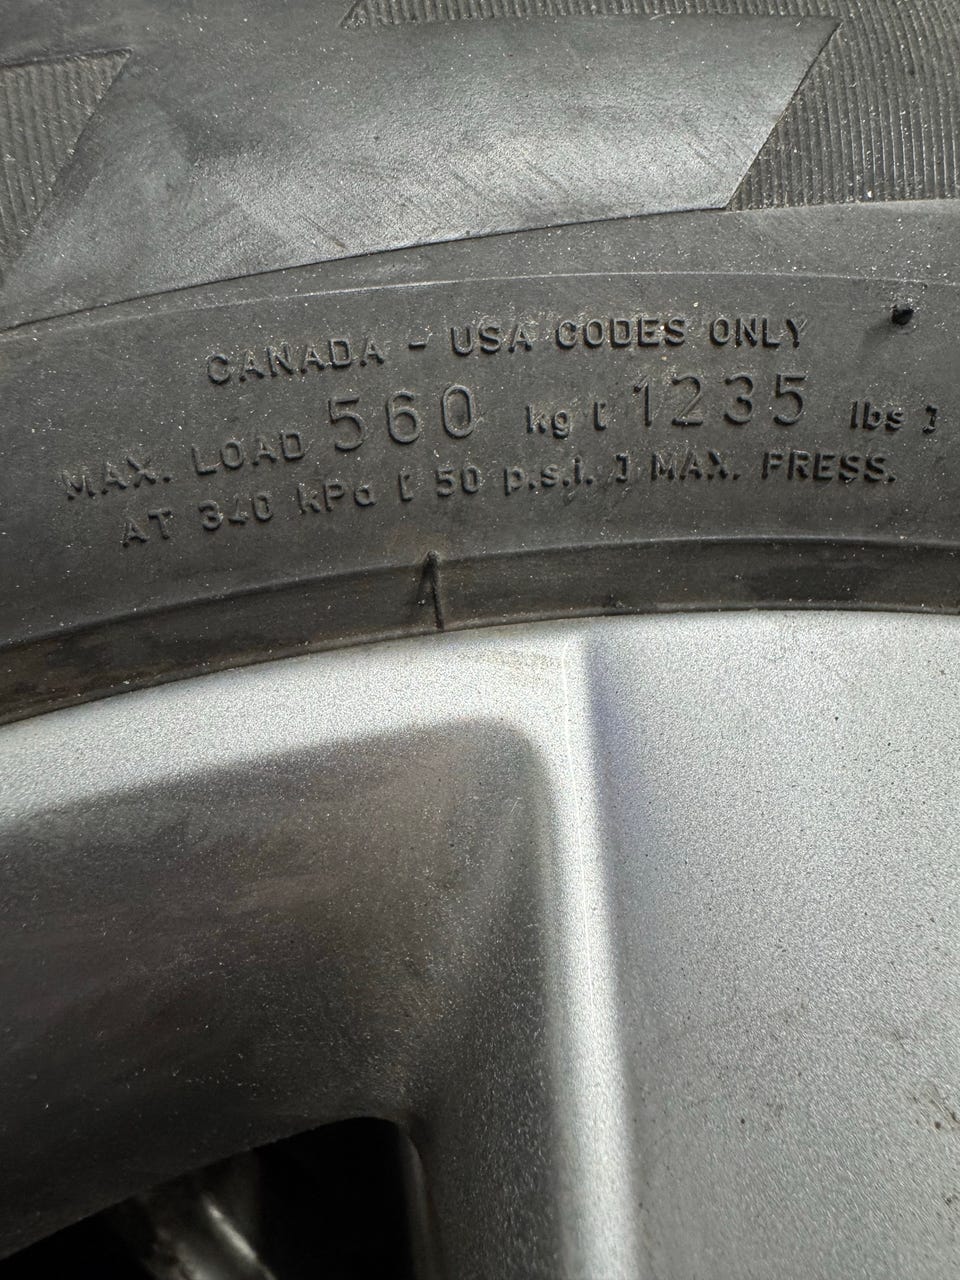 CANADA - USA CODES ONLY
MAX. LOAD 560 kg [ 1235 lbs ]
AT 340 kPa [ 50 p.s.i. ] MAX. PRESS.